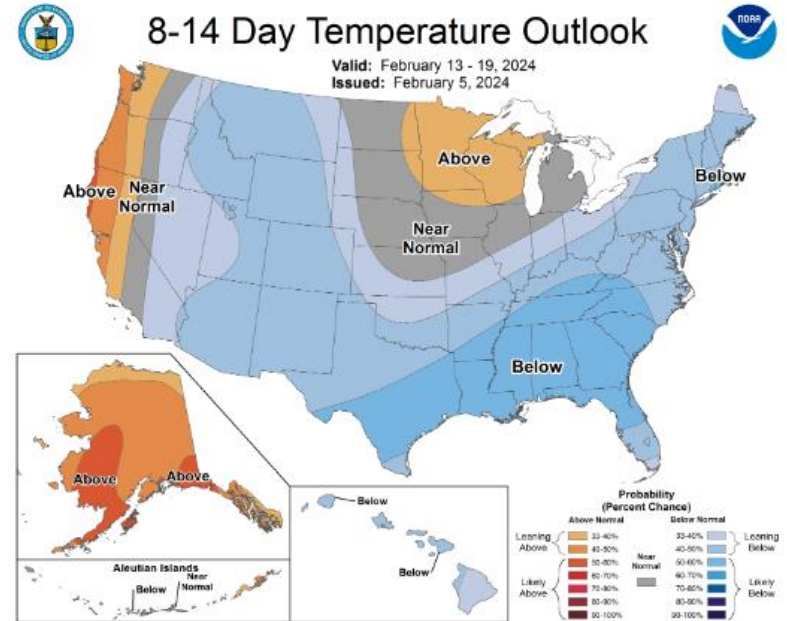 8-14 Day Temperature Outlook
NOAA
Valid: February 13 - 19, 2024
Issued: February 5, 2024
Above
Below
Above
Near
Normal
Near
Normal
Below
Above
Above
Aleutian Islands
Below
Near
Normal
Below
Below
Probability
(Percent Chance)
Above Normal
Below Normal
Leaning
Above
33-40%
40-50%
Likely
Above
50-60%
60-70%
70-80%
80-90%
90-100%
Near
Normal
33-40%
40-50%
Leaning
Below
50-60%
60-70%
70-80%
80-90%
90-100%
Likely
Below